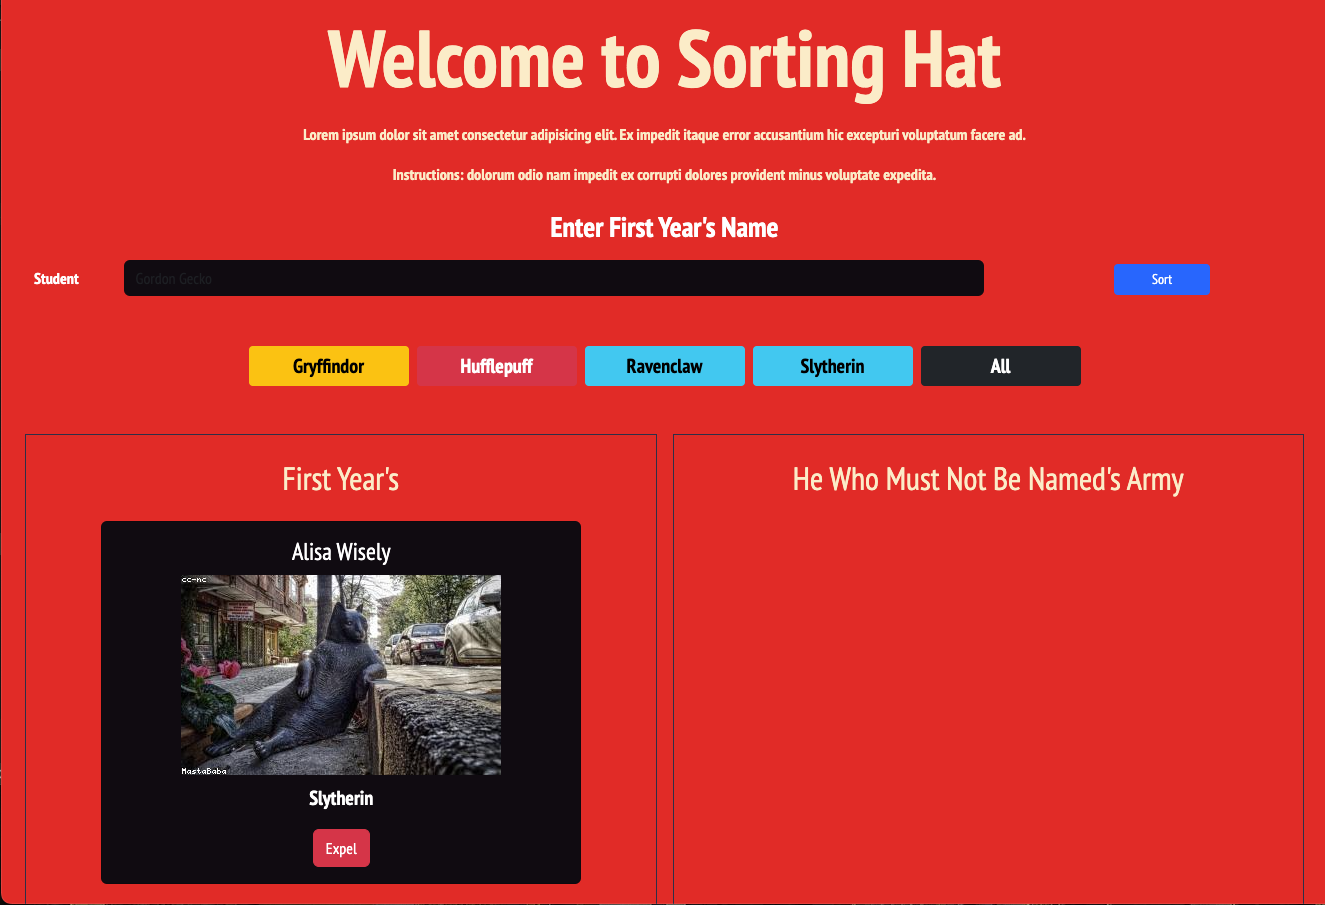 Welcome to Sorting Hat
Lorem ipsum dolor sit amet consectetur adipisicing elit. Ex impedit itaque error accusantium hic excepturi voluptatum facere ad.
Instructions: dolorum odio nam impedit ex corrupti dolores provident minus voluptate expedita.
Enter First Year's Name
Student
Gordon Gecko
Sort
Gryffindor
Hufflepuff
Ravenclaw
Slytherin
All
First Year's
He Who Must Not Be Named's Army
Alisa Wisely
cc-nc
MastaBaba
Slytherin
Expel